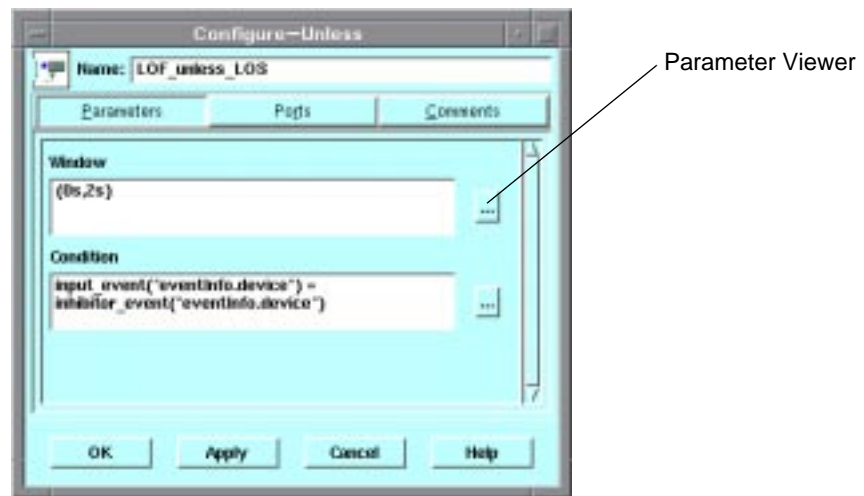 Configure-Unless
Name: LOF_unless_LOS
Parameters Ports Comments
Window
(0s,2s)
...
Condition
input_event("eventInfo.device") =
inhibitor_event("eventInfo.device")
...
OK Apply Cancel Help
Parameter Viewer